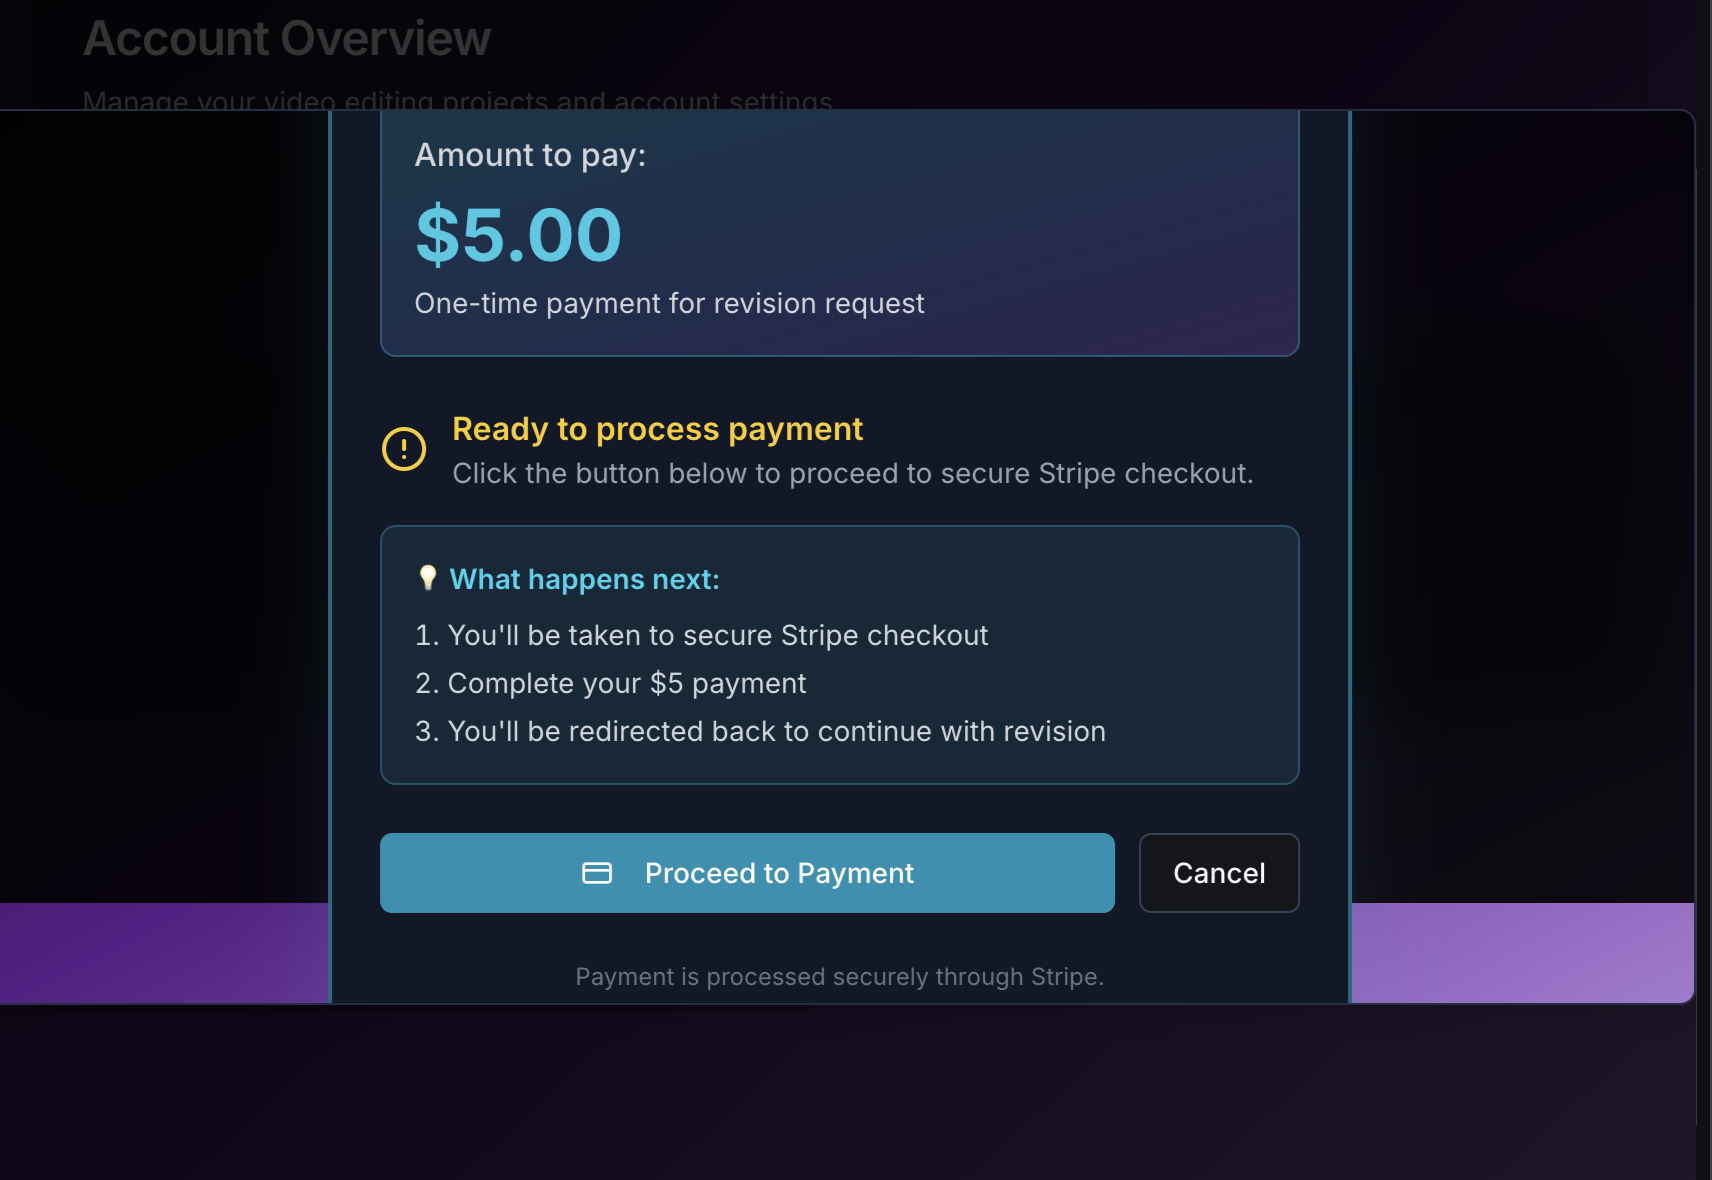 Account Overview
Manage your video editing projects and account settings
Amount to pay:
$5.00
One-time payment for revision request
Ready to process payment
Click the button below to proceed to secure Stripe checkout.
💡 What happens next:
1. You'll be taken to secure Stripe checkout
2. Complete your $5 payment
3. You'll be redirected back to continue with revision
Proceed to Payment
Cancel
Payment is processed securely through Stripe.